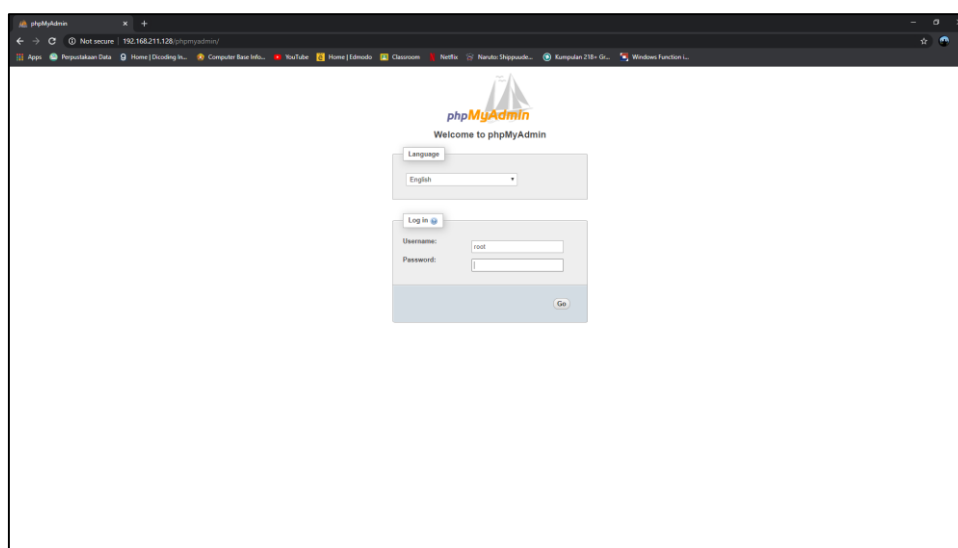 phpMyAdmin
Not secure | 192.168.211.128/phpmyadmin/
Apps Perpustakaan Data Home | Dicoding In... Computer Base Info... YouTube Home | Edmodo Classroom Netflix Naruto: Shippuude... Kumpulan 218+ Gr... Windows Function i...
phpMyAdmin
Welcome to phpMyAdmin
Language
English
Log in
Username: root
Password:
Go